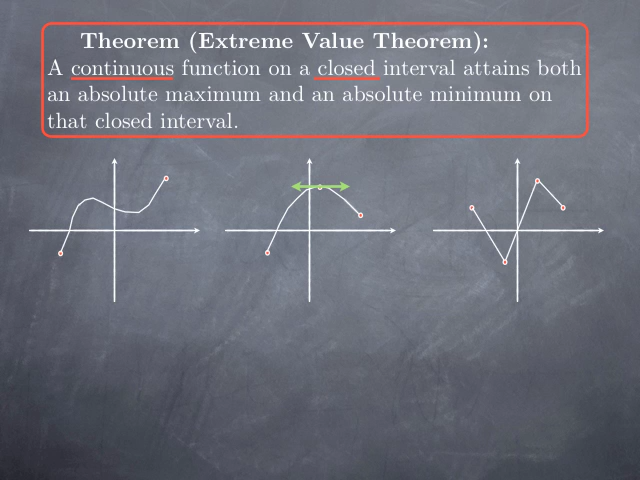 Theorem (Extreme Value Theorem):
A continuous function on a closed interval attains both
an absolute maximum and an absolute minimum on
that closed interval.